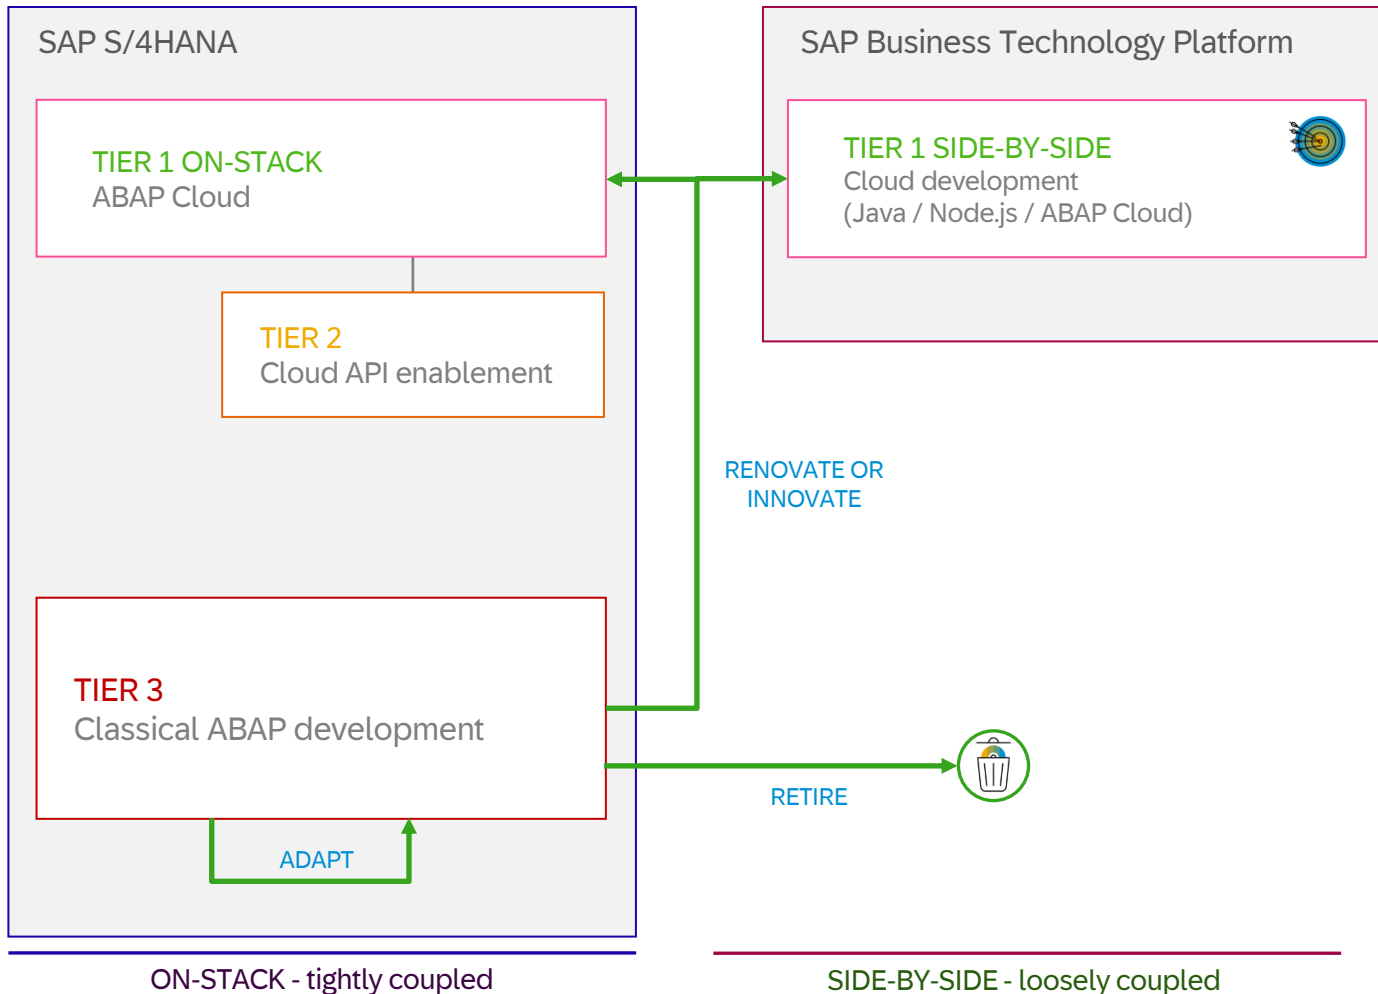 SAP S/4HANA
TIER 1 ON-STACK
ABAP Cloud
TIER 2
Cloud API enablement
TIER 3
Classical ABAP development
ADAPT
ON-STACK - tightly coupled
SAP Business Technology Platform
TIER 1 SIDE-BY-SIDE
Cloud development
(Java / Node.js / ABAP Cloud)
RENOVATE OR
INNOVATE
RETIRE
SIDE-BY-SIDE - loosely coupled